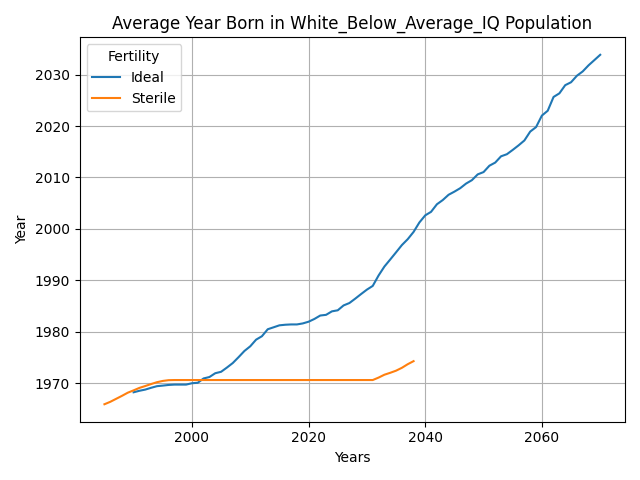 Average Year Born in White_Below_Average_IQ Population
Fertility
Ideal
Sterile
Year
2030
2020
2010
2000
1990
1980
1970
2000
2020
2040
2060
Years